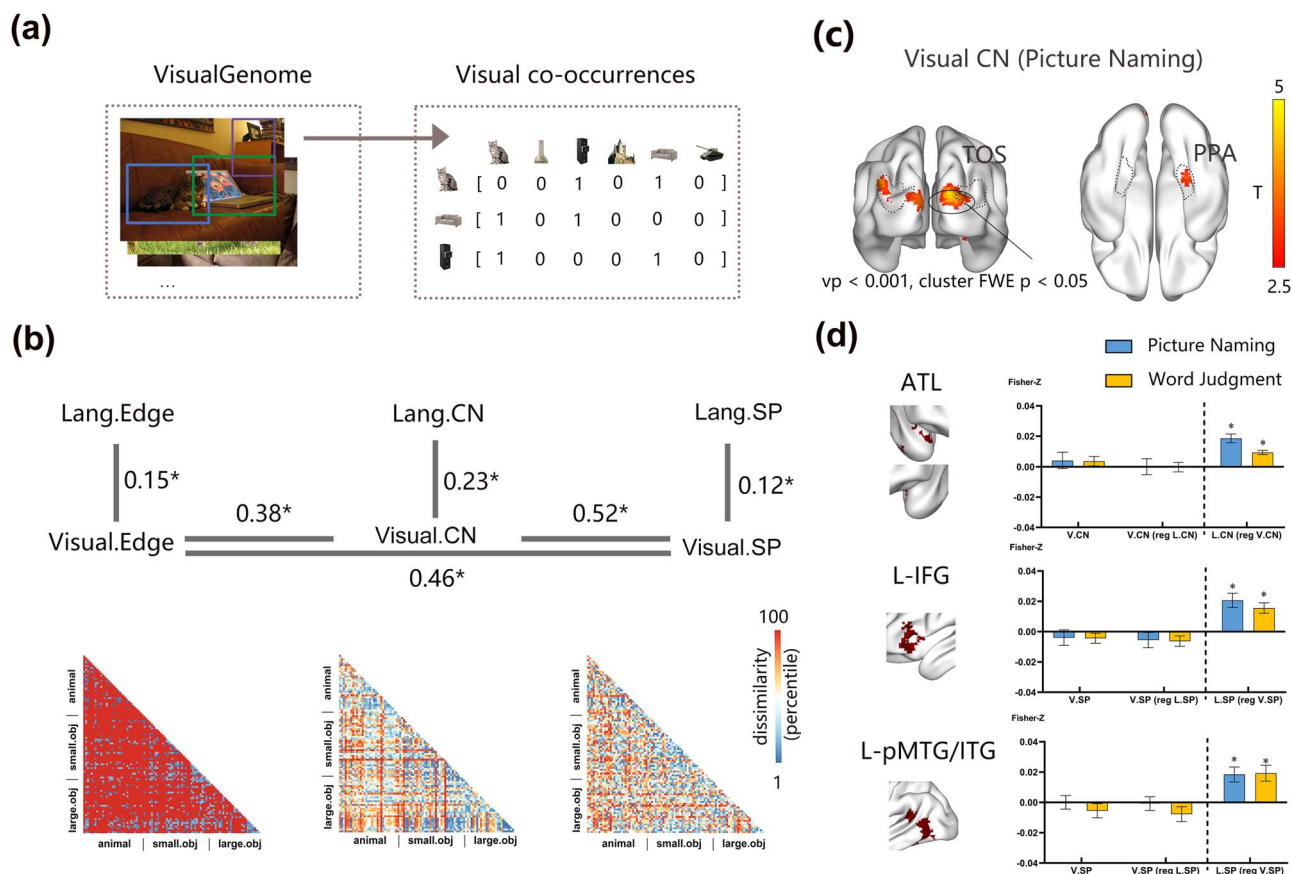 (a)
VisualGenome
Visual co-occurrences
[ 0 0 1 0 1 0 ]
[ 1 0 1 0 0 0 ]
[ 1 0 0 0 1 0 ]
...
(b)
Lang.Edge
Lang.CN
Lang.SP
0.15*
0.23*
0.12*
0.38*
0.52*
Visual.Edge
Visual.CN
Visual.SP
0.46*
100
dissimilarity
(percentile)
1
large.obj | small.obj | animal
animal | small.obj | large.obj
large.obj | small.obj | animal
animal | small.obj | large.obj
large.obj | small.obj | animal
animal | small.obj | large.obj
(c)
Visual CN (Picture Naming)
TOS
PPA
5
T
2.5
vp < 0.001, cluster FWE p < 0.05
(d)
Picture Naming
Word Judgment
ATL
Fisher-Z
0.04
0.02
0.00
-0.02
-0.04
* *
V.CN V.CN (reg L.CN) L.CN (reg V.CN)
L-IFG
Fisher-Z
0.04
0.02
0.00
-0.02
-0.04
* *
V.SP V.SP (reg L.SP) L.SP (reg V.SP)
L-pMTG/ITG
Fisher-Z
0.04
0.02
0.00
-0.02
-0.04
* *
V.SP V.SP (reg L.SP) L.SP (reg V.SP)